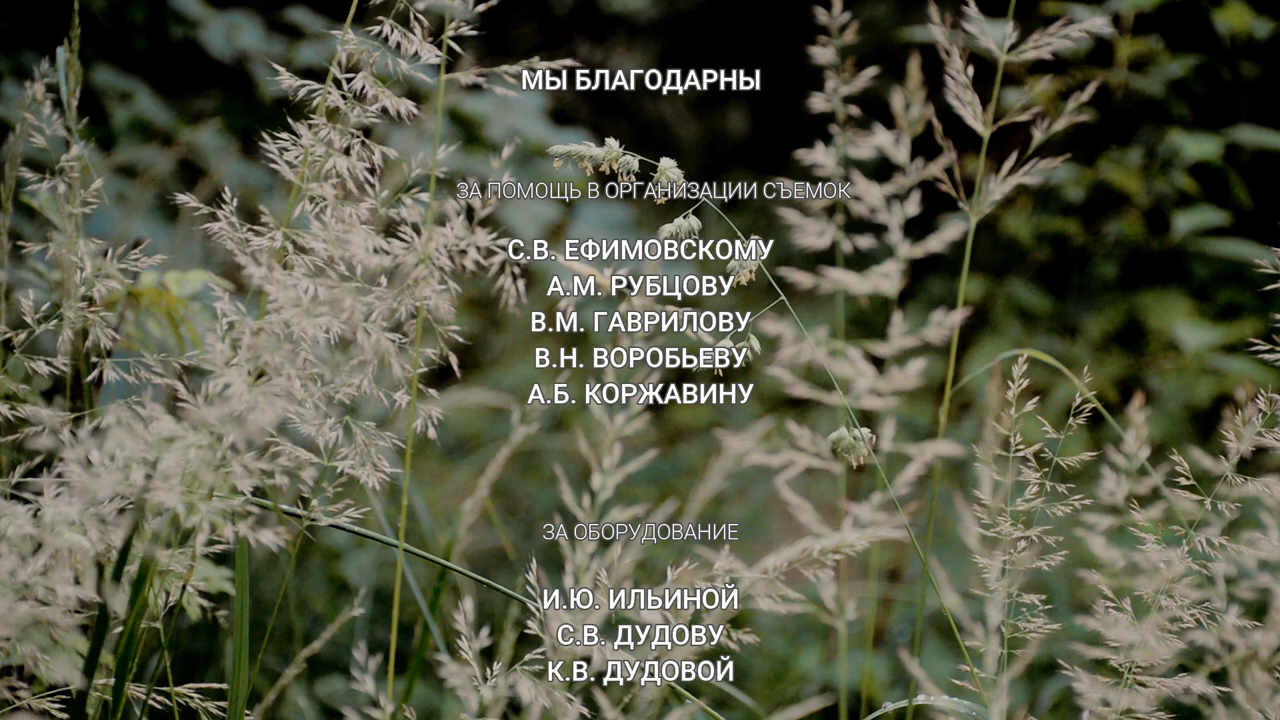 МЫ БЛАГОДАРНЫ
ЗА ПОМОЩЬ В ОРГАНИЗАЦИИ СЪЕМОК
С.В. ЕФИМОВСКОМУ
А.М. РУБЦОВУ
В.М. ГАВРИЛОВУ
В.Н. ВОРОБЬЕВУ
А.Б. КОРЖАВИНУ
ЗА ОБОРУДОВАНИЕ
И.Ю. ИЛЬИНОЙ
С.В. ДУДОВУ
К.В. ДУДОВОЙ